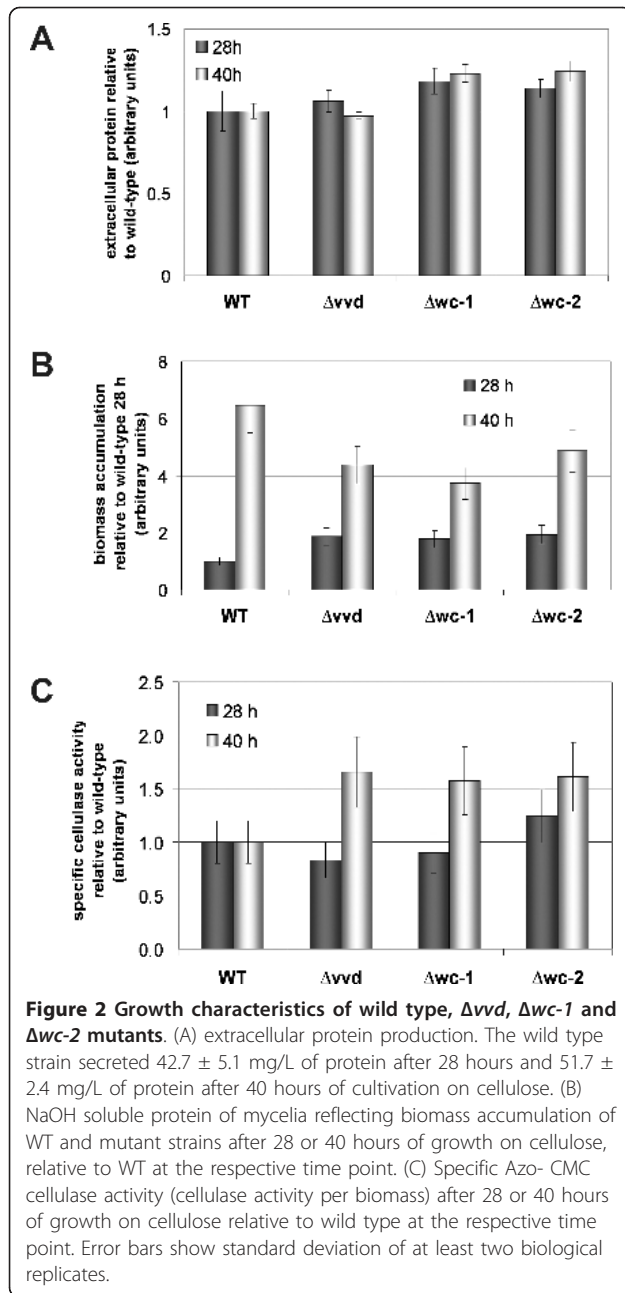 A
extracellular protein relative
to wild-type (arbitrary units)
1.5
1
0.5
0
28h
40h
WT
Δvvd
Δwc-1
Δwc-2
B
biomass accumulation
relative to wild-type 28 h
(arbitrary units)
8
6
4
2
0
28 h
40 h
WT
Δvvd
Δwc-1
Δwc-2
C
specific cellulase activity
relative to wild-type
(arbitrary units)
2.5
2.0
1.5
1.0
0.5
0.0
28 h
40 h
WT
Δvvd
Δwc-1
Δwc-2
Figure 2 Growth characteristics of wild type, Δvvd, Δwc-1 and
Δwc-2 mutants. (A) extracellular protein production. The wild type
strain secreted 42.7 ± 5.1 mg/L of protein after 28 hours and 51.7 ±
2.4 mg/L of protein after 40 hours of cultivation on cellulose. (B)
NaOH soluble protein of mycelia reflecting biomass accumulation of
WT and mutant strains after 28 or 40 hours of growth on cellulose,
relative to WT at the respective time point. (C) Specific Azo- CMC
cellulase activity (cellulase activity per biomass) after 28 or 40 hours
of growth on cellulose relative to wild type at the respective time
point. Error bars show standard deviation of at least two biological
replicates.